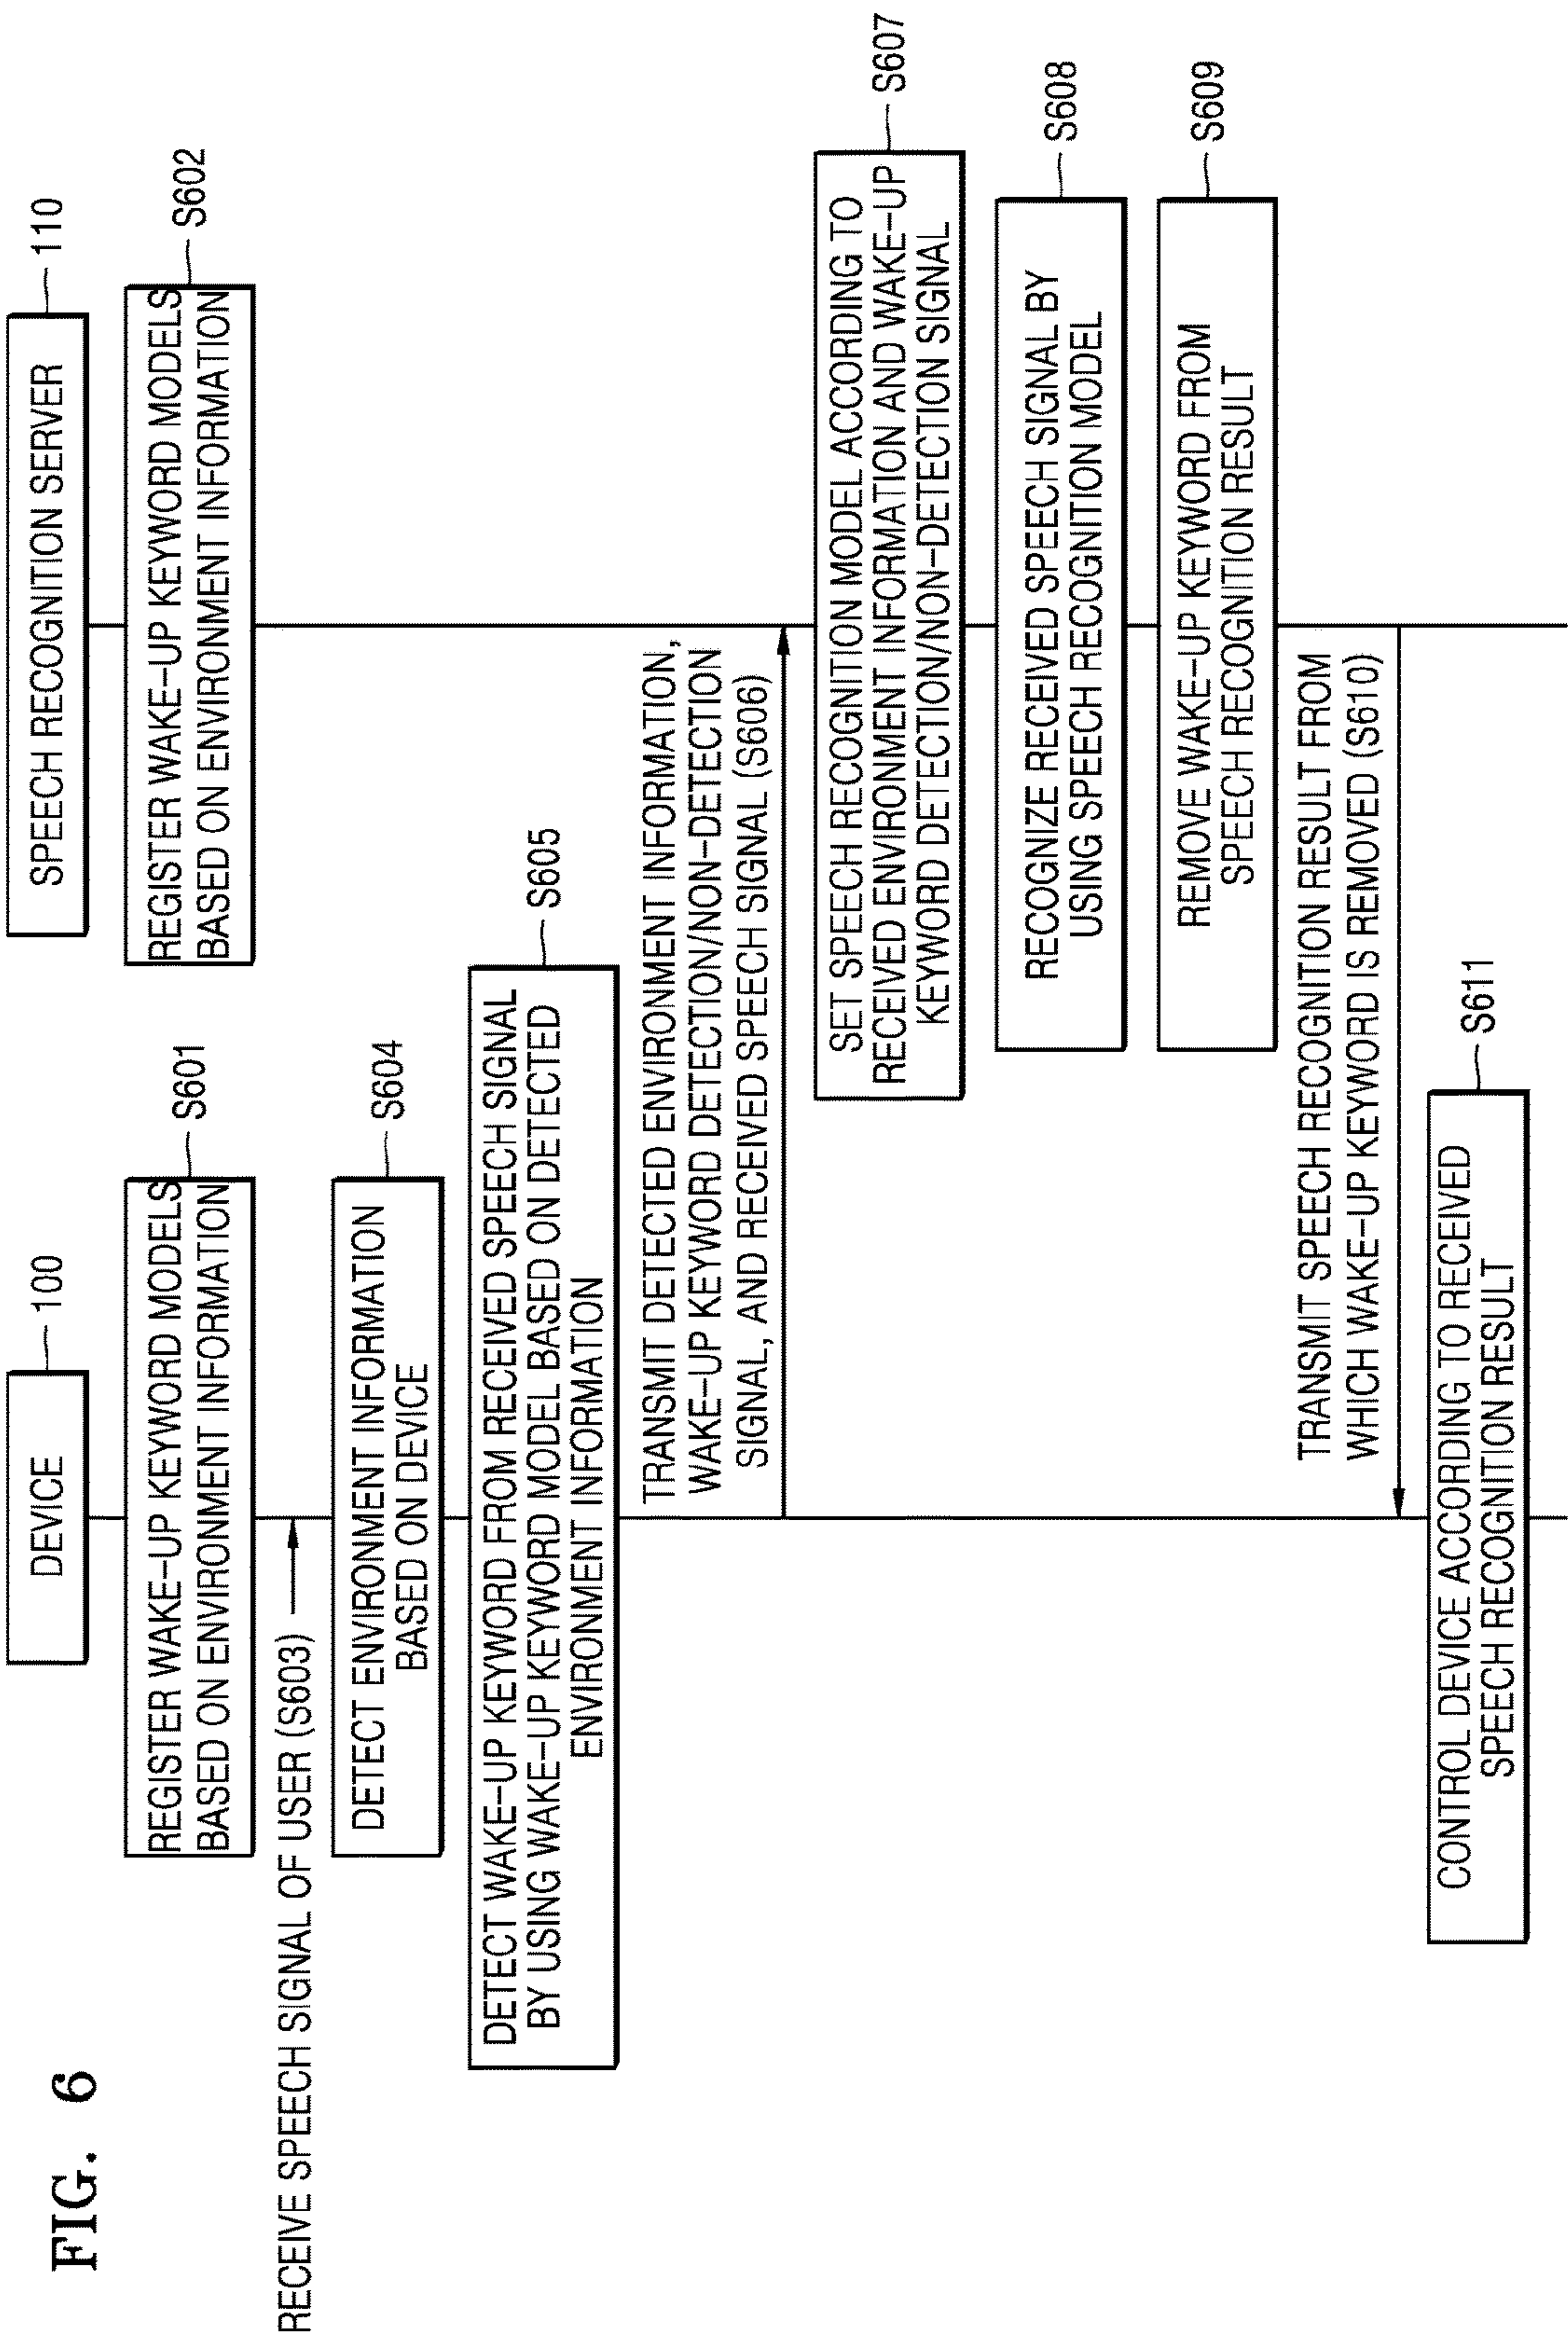 FIG. 6
DEVICE
100
SPEECH RECOGNITION SERVER
110
REGISTER WAKE-UP KEYWORD MODELS
BASED ON ENVIRONMENT INFORMATION
S601
REGISTER WAKE-UP KEYWORD MODELS
BASED ON ENVIRONMENT INFORMATION
S602
RECEIVE SPEECH SIGNAL OF USER (S603)
DETECT ENVIRONMENT INFORMATION
BASED ON DEVICE
S604
DETECT WAKE-UP KEYWORD FROM RECEIVED SPEECH SIGNAL
BY USING WAKE-UP KEYWORD MODEL BASED ON DETECTED
ENVIRONMENT INFORMATION
S605
TRANSMIT DETECTED ENVIRONMENT INFORMATION,
WAKE-UP KEYWORD DETECTION/NON-DETECTION
SIGNAL, AND RECEIVED SPEECH SIGNAL (S606)
SET SPEECH RECOGNITION MODEL ACCORDING TO
RECEIVED ENVIRONMENT INFORMATION AND WAKE-UP
KEYWORD DETECTION/NON-DETECTION SIGNAL
S607
RECOGNIZE RECEIVED SPEECH SIGNAL BY
USING SPEECH RECOGNITION MODEL
S608
REMOVE WAKE-UP KEYWORD FROM
SPEECH RECOGNITION RESULT
S609
TRANSMIT SPEECH RECOGNITION RESULT FROM
WHICH WAKE-UP KEYWORD IS REMOVED (S610)
CONTROL DEVICE ACCORDING TO RECEIVED
SPEECH RECOGNITION RESULT
S611